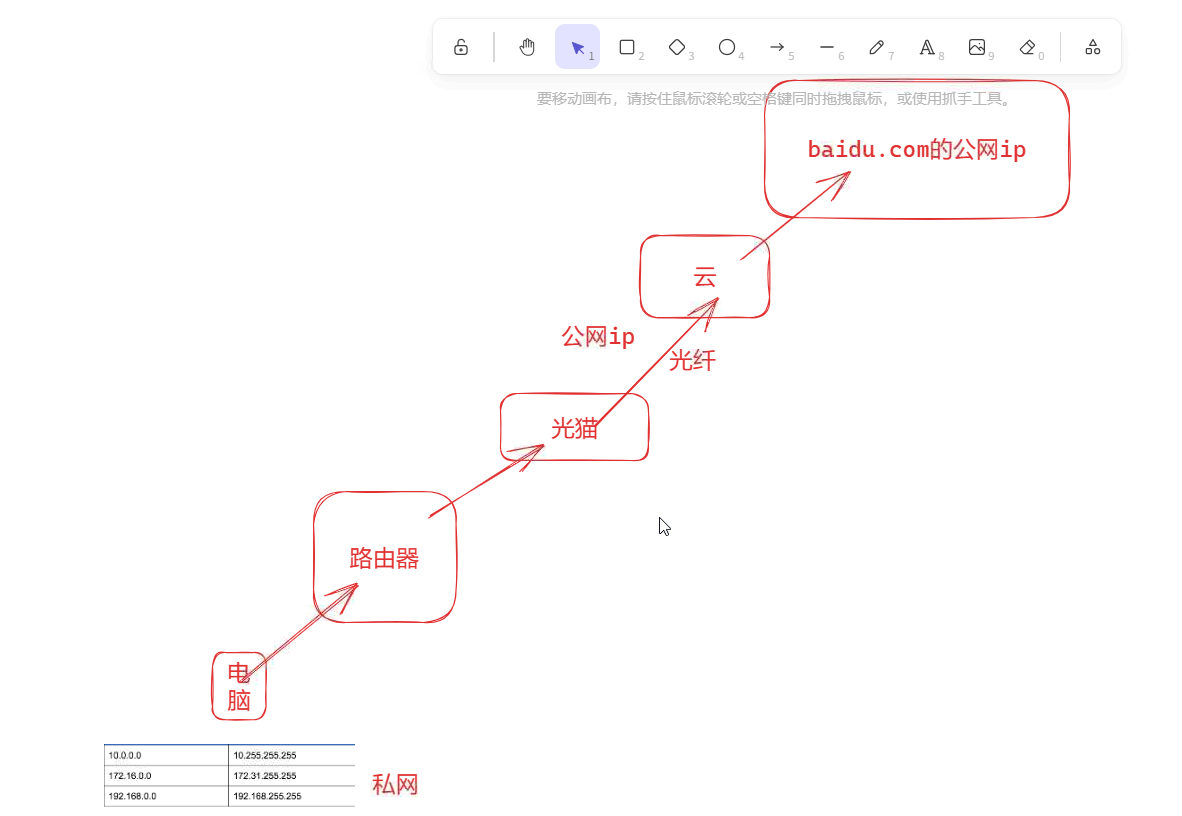 1
2
3
4
5
6
7
8
9
0
要移动画布，请按住鼠标滚轮或空格键同时拖拽鼠标，或使用抓手工具。
baidu.com的公网ip
云
公网ip
光纤
光猫
路由器
电
脑
10.0.0.0 10.255.255.255
172.16.0.0 172.31.255.255
192.168.0.0 192.168.255.255
私网